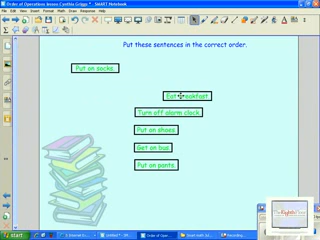 Order of Operations lesson Cynthia Griggs * - SMART Notebook
File Edit View Insert Format Math Draw Response Help
Put these sentences in the correct order.
Put on socks.
Eat breakfast.
Turn off alarm clock.
Put on shoes.
Get on bus.
Put on pants.